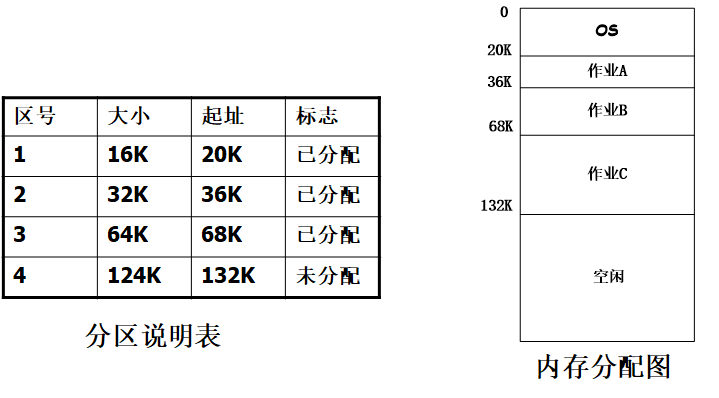 区号 大小 起址 标志
1 16K 20K 已分配
2 32K 36K 已分配
3 64K 68K 已分配
4 124K 132K 未分配
分区说明表
0
OS
20K
作业A
36K
作业B
68K
作业C
132K
空闲
内存分配图